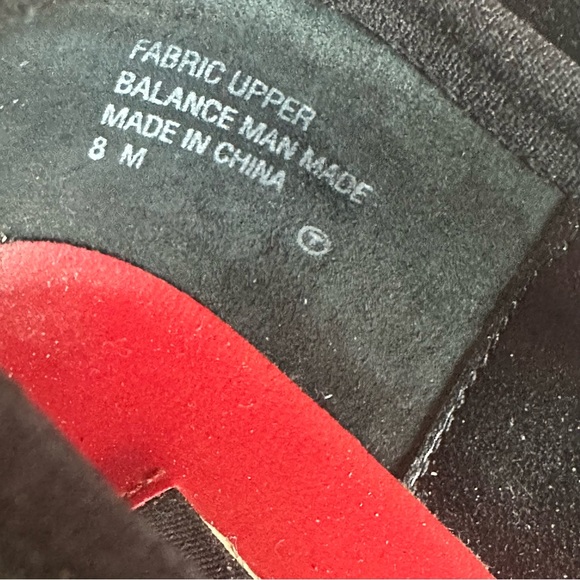 FABRIC UPPER
BALANCE MAN MADE
MADE IN CHINA
8 M
T